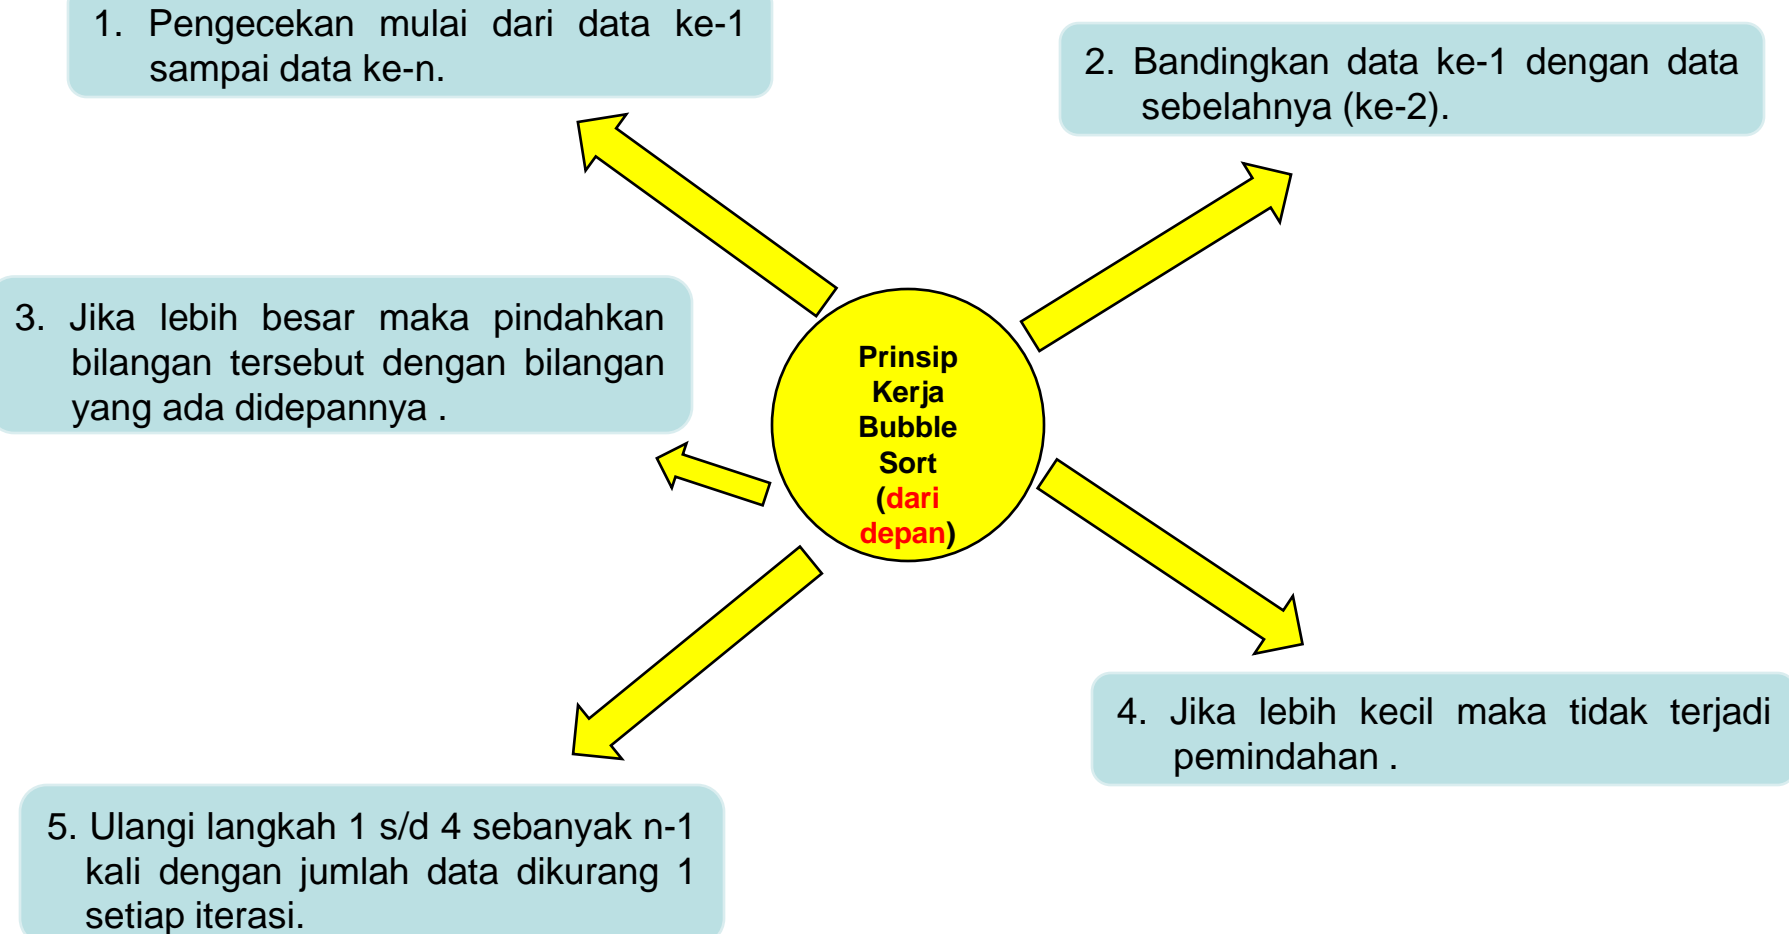 1. Pengecekan mulai dari data ke-1
sampai data ke-n.
2. Bandingkan data ke-1 dengan data
sebelahnya (ke-2).
3. Jika lebih besar maka pindahkan
bilangan tersebut dengan bilangan
yang ada didepannya .
Prinsip
Kerja
Bubble
Sort
(dari
depan)
4. Jika lebih kecil maka tidak terjadi
pemindahan .
5. Ulangi langkah 1 s/d 4 sebanyak n-1
kali dengan jumlah data dikurang 1
setiap iterasi.